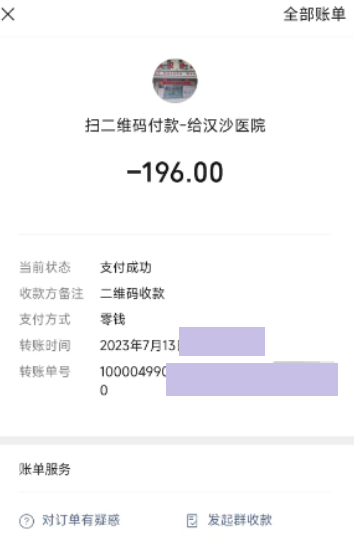 全部账单
扫二维码付款-给汉沙医院
-196.00
当前状态 支付成功
收款方备注 二维码收款
支付方式 零钱
转账时间 2023年7月13日
转账单号 100004990
0
账单服务
对订单有疑惑 发起群收款